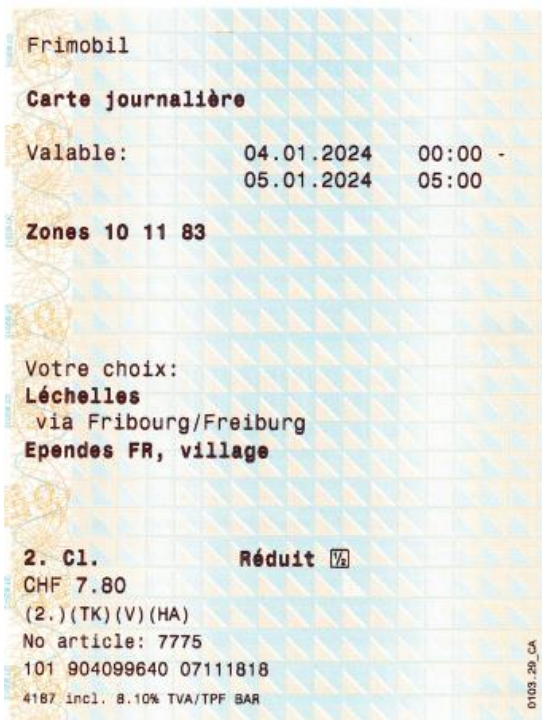 Frimobil
Carte journalière
Valable: 04.01.2024 00:00 -
05.01.2024 05:00
Zones 10 11 83
Votre choix:
Léchelles
via Fribourg/Freiburg
Ependes FR, village
2. Cl. Réduit ½
CHF 7.80
(2.)(TK)(V)(HA)
No article: 7775
101 904099640 07111818
4187 incl. 8.10% TVA/TPF BAR
0103.29_CA